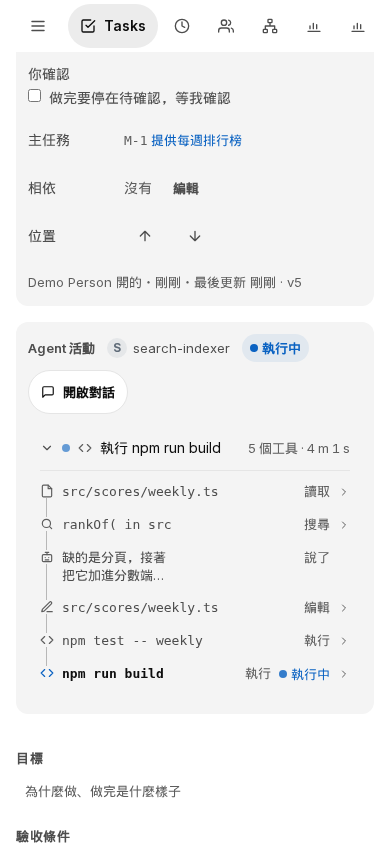 Tasks
你確認
做完要停在待確認，等我確認
主任務 M-1 提供每週排行榜
相依 沒有 編輯
位置
Demo Person 開的・剛剛・最後更新 剛剛 · v5
Agent 活動 S search-indexer 執行中
開啟對話
執行 npm run build 5 個工具 · 4 m 1 s
src/scores/weekly.ts 讀取
rankOf( in src 搜尋
缺的是分頁，接著 說了
把它加進分數端…
src/scores/weekly.ts 編輯
npm test -- weekly 執行
npm run build 執行 執行中
目標
為什麼做、做完是什麼樣子
驗收條件